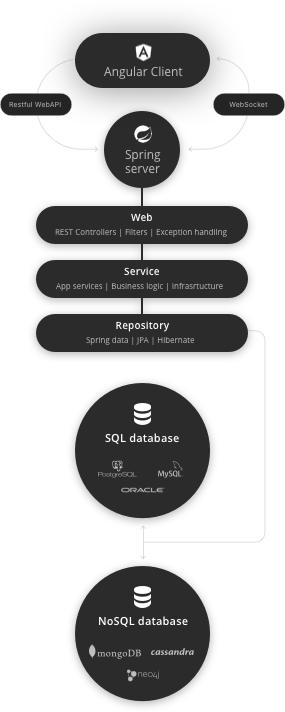 Angular Client
Restful WebAPI
WebSocket
Spring
server
Web
REST Controllers | Filters | Exception handling
Service
App services | Business logic | infrasrtucture
Repository
Spring data | JPA | Hibernate
SQL database
PostgreSQL
MySQL
ORACLE
NoSQL database
mongoDB
cassandra
neo4j